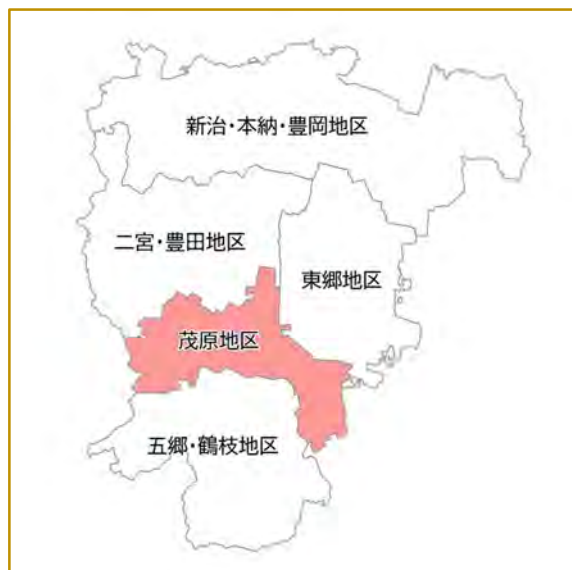 新治・本納・豊岡地区
二宮・豊田地区
東郷地区
茂原地区
五郷・鶴枝地区